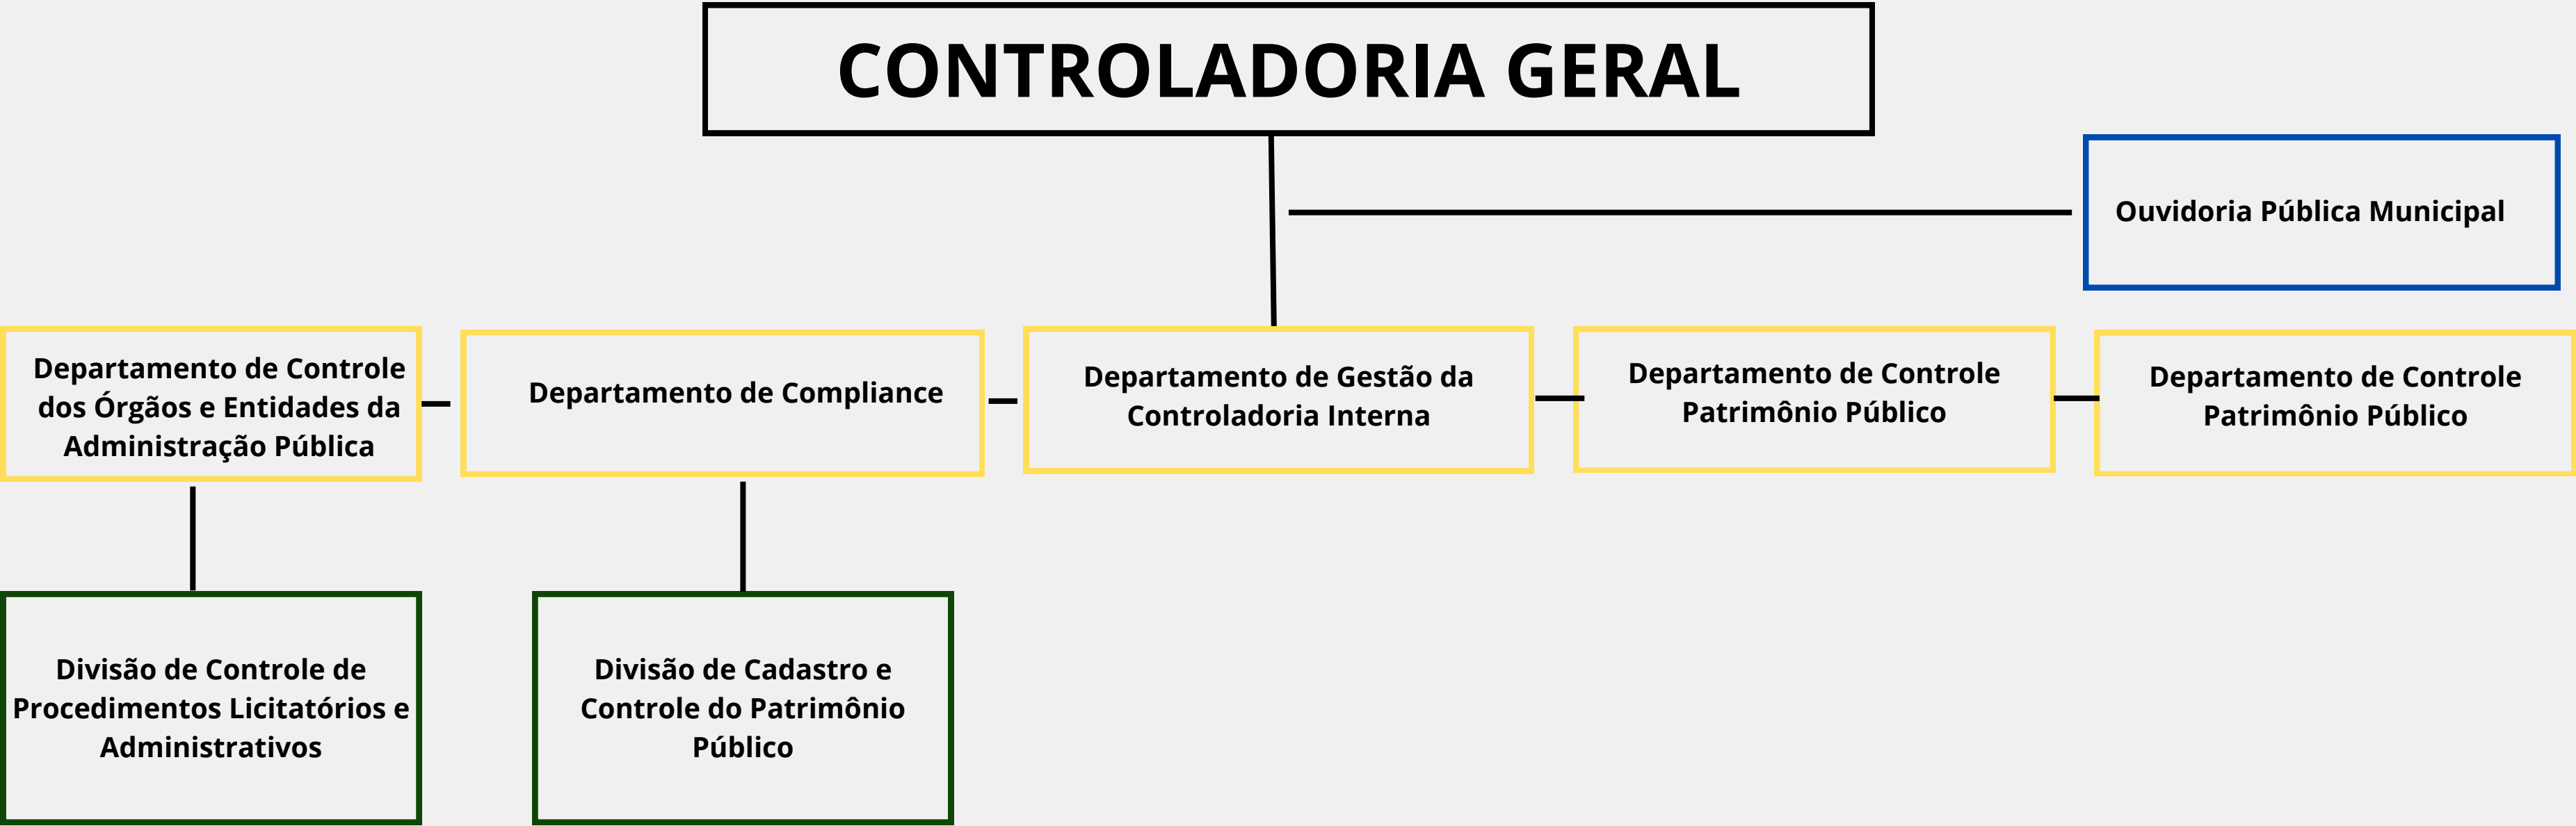 CONTROLADORIA GERAL
Ouvidoria Pública Municipal
Departamento de Controle
dos Órgãos e Entidades da
Administração Pública
Departamento de Compliance
Departamento de Gestão da
Controladoria Interna
Departamento de Controle
Patrimônio Público
Departamento de Controle
Patrimônio Público
Divisão de Controle de
Procedimentos Licitatórios e
Administrativos
Divisão de Cadastro e
Controle do Patrimônio
Público